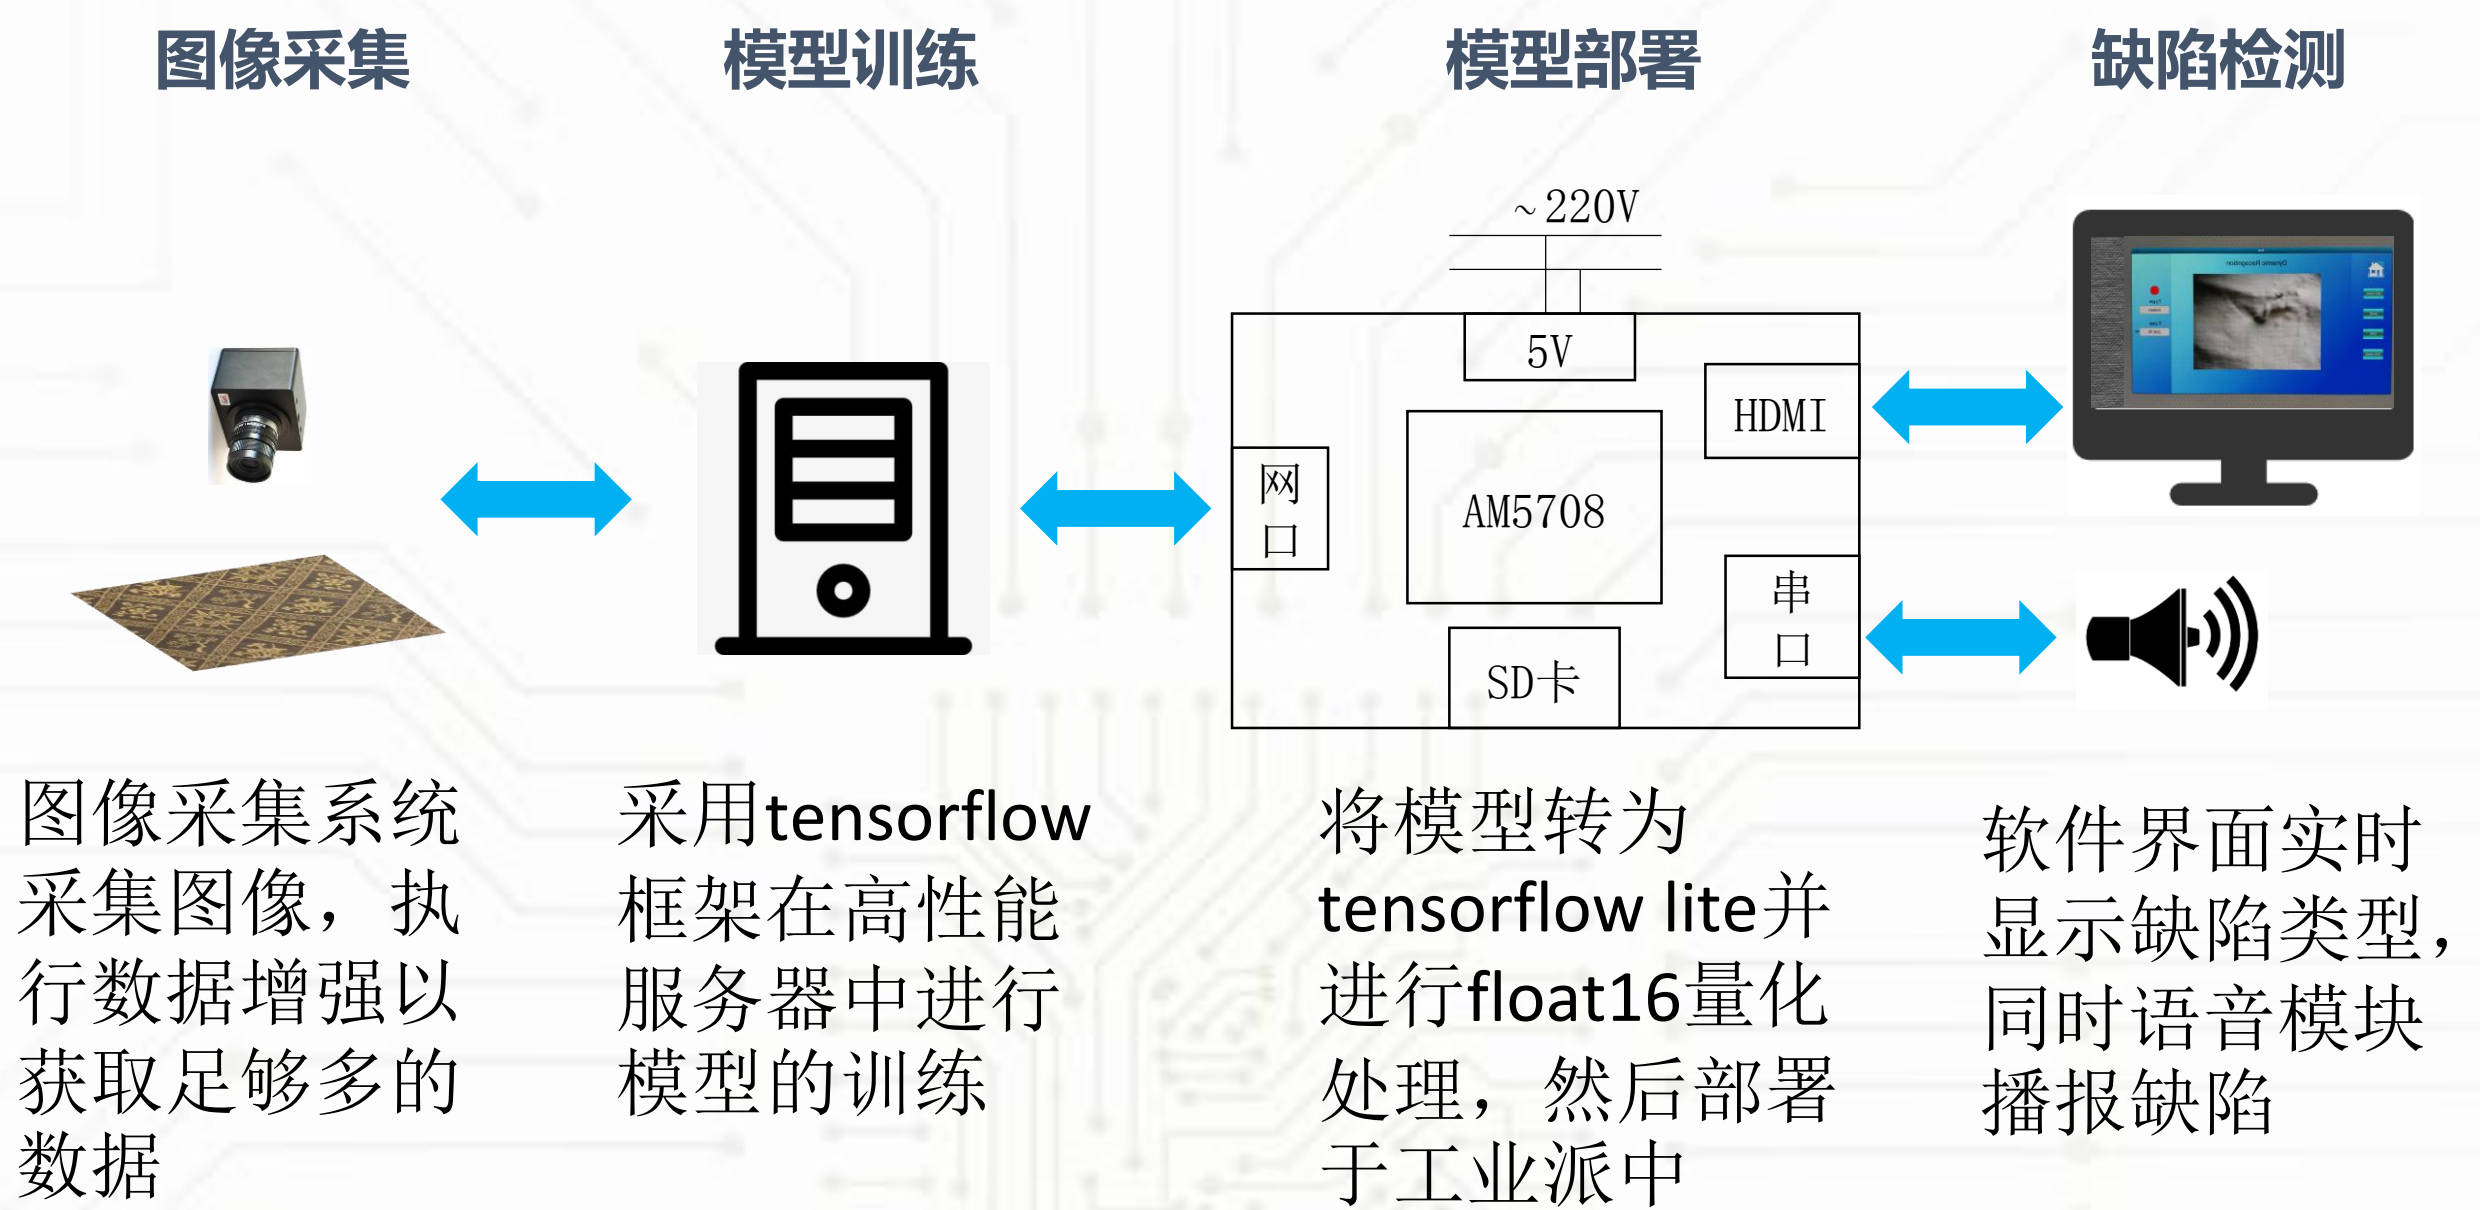 图像采集
模型训练
模型部署
缺陷检测
~220V
5V
HDMI
网
口
AM5708
串
口
SD卡
Dynamic Recognition
图像采集系统
采集图像，执
行数据增强以
获取足够多的
数据
采用tensorflow
框架在高性能
服务器中进行
模型的训练
将模型转为
tensorflow lite并
进行float16量化
处理，然后部署
于工业派中
软件界面实时
显示缺陷类型，
同时语音模块
播报缺陷